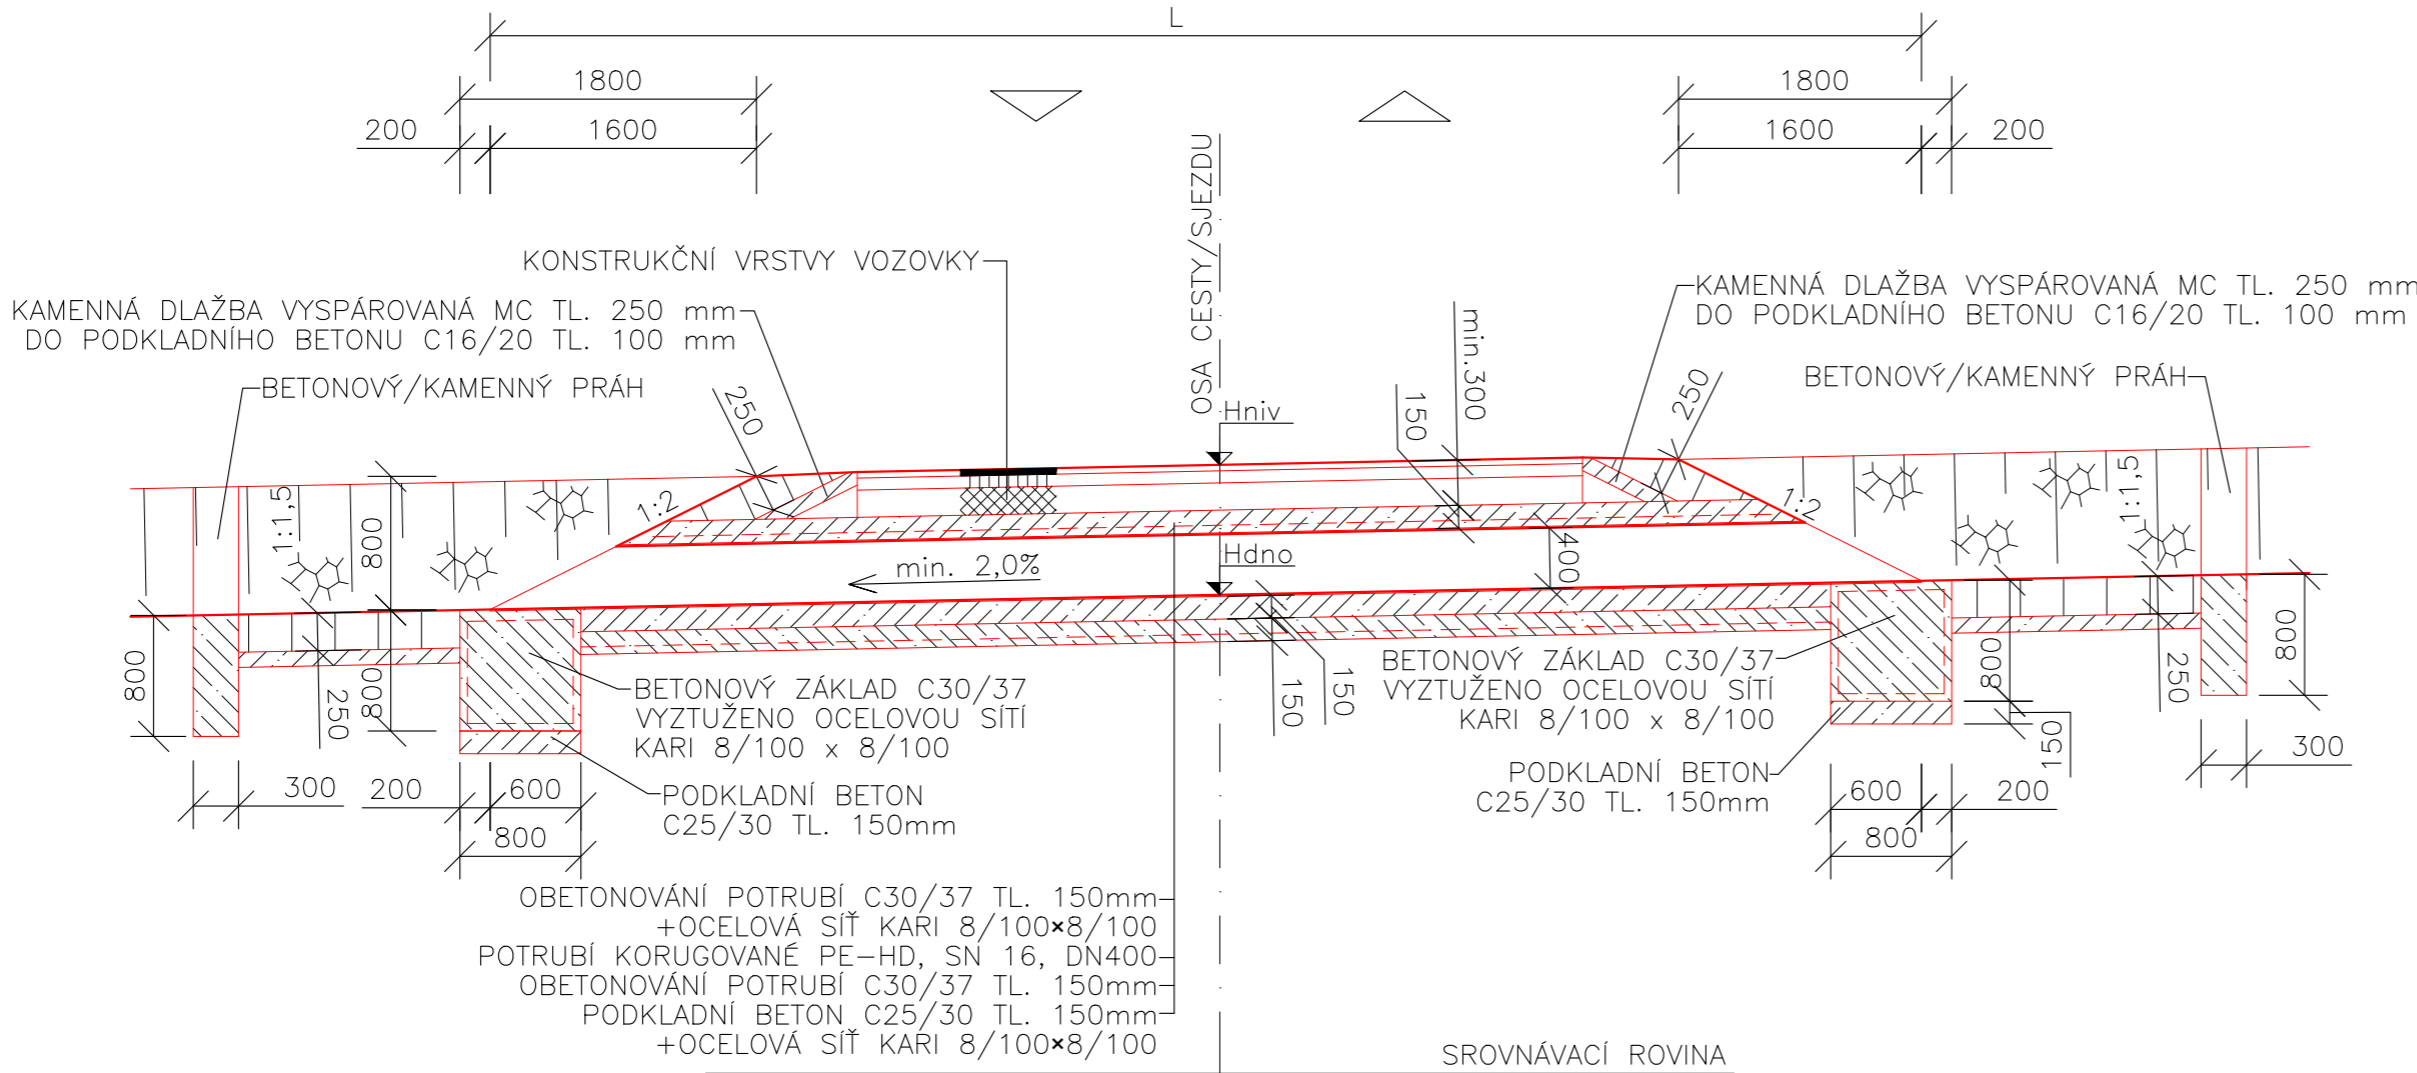 L
1800
1800
200
1600
1600
200
OSA CESTY/SJEZDU
KONSTRUKČNÍ VRSTVY VOZOVKY
KAMENNÁ DLAŽBA VYSPÁROVANÁ MC TL. 250 mm
DO PODKLADNÍHO BETONU C16/20 TL. 100 mm
KAMENNÁ DLAŽBA VYSPÁROVANÁ MC TL. 250 mm
DO PODKLADNÍHO BETONU C16/20 TL. 100 mm
BETONOVÝ/KAMENNÝ PRÁH
BETONOVÝ/KAMENNÝ PRÁH
250
Hniv
150
min.300
250
1:1,5
800
1:2
1:2
1:1,5
min. 2,0%
Hdno
400
800
250
800
150
150
800
150
250
800
BETONOVÝ ZÁKLAD C30/37
VYZTUŽENO OCELOVOU SÍTÍ
KARI 8/100 x 8/100
BETONOVÝ ZÁKLAD C30/37
VYZTUŽENO OCELOVOU SÍTÍ
KARI 8/100 x 8/100
PODKLADNÍ BETON
C25/30 TL. 150mm
PODKLADNÍ BETON
C25/30 TL. 150mm
300
200
600
800
600
200
800
300
OBETONOVÁNÍ POTRUBÍ C30/37 TL. 150mm
+OCELOVÁ SÍŤ KARI 8/100×8/100
POTRUBÍ KORUGOVANÉ PE-HD, SN 16, DN400
OBETONOVÁNÍ POTRUBÍ C30/37 TL. 150mm
PODKLADNÍ BETON C25/30 TL. 150mm
+OCELOVÁ SÍŤ KARI 8/100×8/100
SROVNÁVACÍ ROVINA